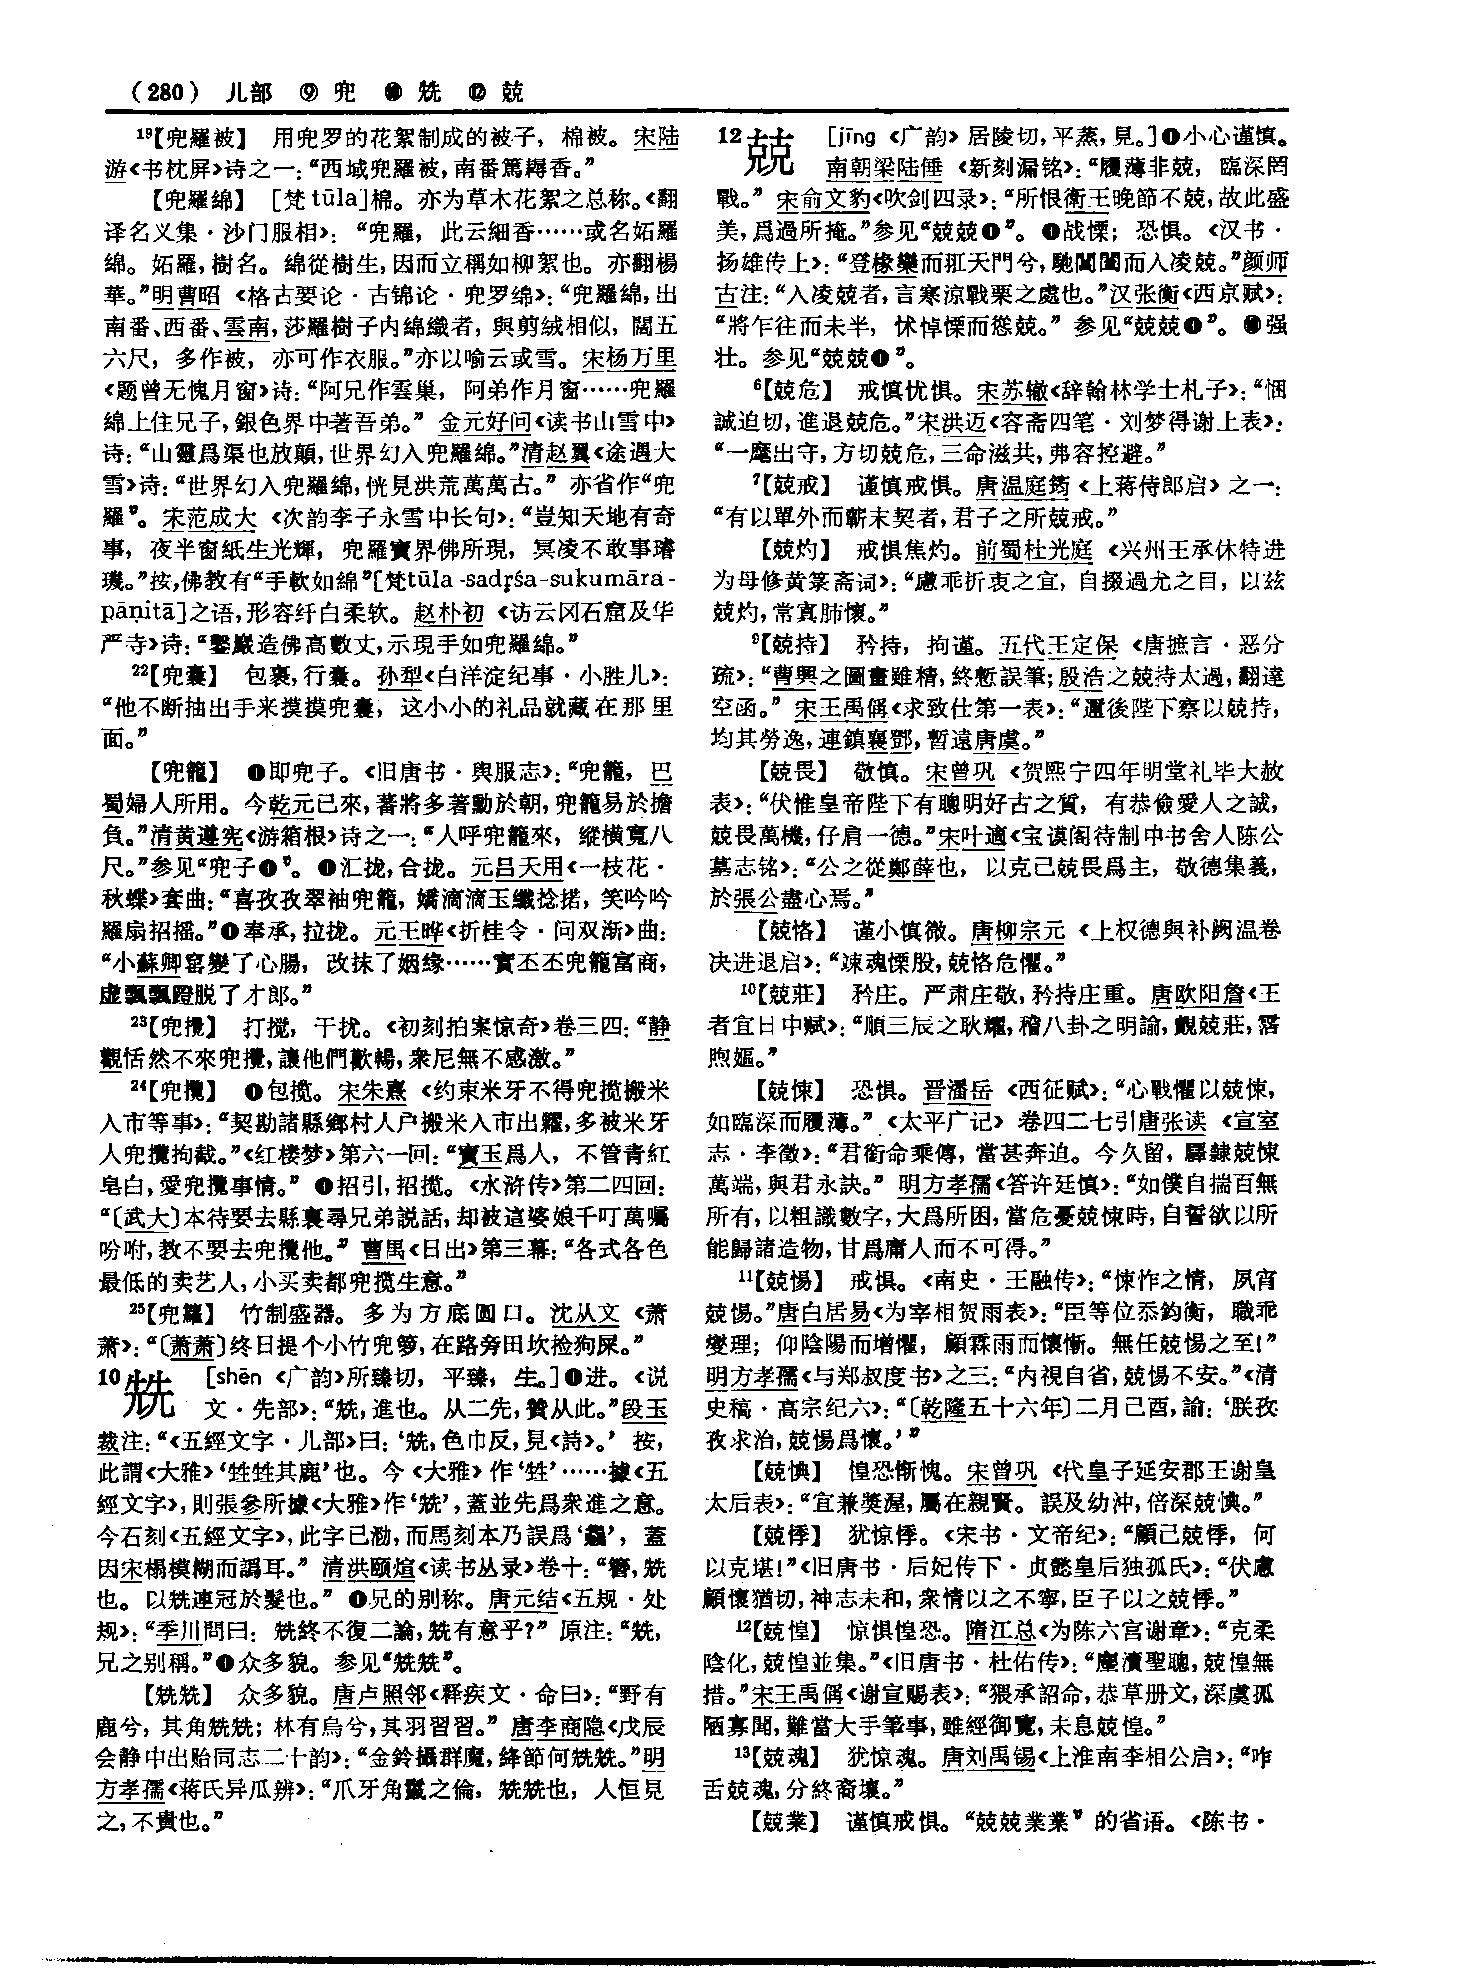 (280) 儿部 ⑨ 兜 ❿ 兟 ⓬ 兢
¹⁹【兜羅被】 用兜罗的花絮制成的被子，棉被。宋陆
游《书枕屏》诗之一：“西域兜羅被，南番篤耨香。”
【兜羅綿】 ［梵tūla］棉。亦为草木花絮之总称。《翻
译名义集·沙门服相》：“兜羅，此云細香……或名妬羅
綿。妬羅，樹名。綿從樹生，因而立稱如柳絮也。亦翻楊
華。”明曹昭《格古要论·古锦论·兜罗绵》：“兜羅綿，出
南番、西番、雲南，莎羅樹子内綿織者，與剪绒相似，闊五
六尺，多作被，亦可作衣服。”亦以喻云或雪。宋杨万里
《题曾无愧月窗》诗：“阿兄作雲巢，阿弟作月窗……兜羅
綿上住兄子，銀色界中著吾弟。” 金元好问《读书山雪中》
诗：“山靈爲渠也放顛，世界幻入兜羅綿。”清赵翼《途遇大
雪》诗：“世界幻入兜羅綿，恍見洪荒萬萬古。” 亦省作“兜
羅”。宋范成大《次韵李子永雪中长句》：“豈知天地有奇
事，夜半窗紙生光輝，兜羅寶界佛所現，冥凌不敢事璿
璣。”按，佛教有“手軟如綿”［梵tūla-sadṛśa-sukumāra-
pāṇitā］之语，形容纤白柔软。赵朴初《访云冈石窟及华
严寺》诗：“鑿巖造佛高數丈，示現手如兜羅綿。”
²²【兜囊】 包裹，行囊。孙犁《白洋淀纪事·小胜儿》：
“他不断抽出手来摸摸兜囊，这小小的礼品就藏在那里
面。”
【兜籠】 ❶即兜子。《旧唐书·舆服志》：“兜籠，巴
蜀婦人所用。今乾元已來，蕃將多著勳於朝，兜籠易於擔
負。”清黄遵宪《游箱根》诗之一：“人呼兜籠來，縱橫寬八
尺。”参见“兜子❶”。❷汇拢，合拢。元吕天用《一枝花·
秋蝶》套曲：“喜孜孜翠袖兜籠，嬌滴滴玉纖捻掿，笑吟吟
羅扇招摇。”❸奉承，拉拢。元王晔《折桂令·问双渐》曲：
“小蘇卿窑變了心腸，改抹了姻缘……實丕丕兜籠富商，
虚飄飄蹬脱了才郎。”
²³【兜攪】 打搅，干扰。《初刻拍案惊奇》卷三四：“静
觀恬然不來兜攪，讓他們歡暢，衆尼無不感激。”
²⁴【兜攬】 ❶包揽。宋朱熹《约束米牙不得兜揽搬米
入市等事》：“契勘諸縣鄉村人户搬米入市出糶，多被米牙
人兜攬拘截。”《红楼梦》第六一回：“寶玉爲人，不管青紅
皂白，愛兜攬事情。” ❷招引，招揽。《水浒传》第二四回：
“〔武大〕本待要去縣裏尋兄弟説話，却被這婆娘千叮萬囑
吩咐，教不要去兜攬他。” 曹禺《日出》第三幕：“各式各色
最低的卖艺人，小买卖都兜揽生意。”
²⁵【兜籮】 竹制盛器。多为方底圆口。沈从文《萧
萧》：“〔萧萧〕终日提个小竹兜箩，在路旁田坎捡狗屎。”
10兟 ［shēn《广韵》所臻切，平臻，生。］❶进。《说
文·先部》：“兟，進也。从二先，贊从此。”段玉
裁注：“《五經文字·儿部》曰：‘兟，色巾反，見《詩》。’按，
此謂《大雅》‘甡甡其鹿’也。今《大雅》作‘甡’……據《五
經文字》，則張參所據《大雅》作‘兟’，蓋並先爲衆進之意。
今石刻《五經文字》，此字已泐，而馬刻本乃誤爲‘’，蓋
因宋榻模糊而譌耳。” 清洪颐煊《读书丛录》卷十：“簪，兟
也。以兟連冠於髮也。” ❷兄的别称。唐元结《五规·处
规》：“季川問曰：兟終不復二論，兟有意乎？” 原注：“兟，
兄之别稱。”❸众多貌。参见“兟兟”。
【兟兟】 众多貌。唐卢照邻《释疾文·命曰》：“野有
鹿兮，其角兟兟；林有鳥兮，其羽習習。” 唐李商隐《戊辰
会静中出贻同志二十韵》：“金鈴攝群魔，絳節何兟兟。”明
方孝孺《蒋氏异瓜辨》：“爪牙角鬣之倫，兟兟也，人恒見
之，不貴也。”
12兢 ［jīng《广韵》居陵切，平蒸，見。］❶小心谨慎。
南朝梁陆倕《新刻漏铭》：“履薄非兢，臨深罔
戰。” 宋俞文豹《吹剑四录》：“所恨衛王晚節不兢，故此盛
美，爲過所掩。”参见“兢兢❶”。❷战慄；恐惧。《汉书·
扬雄传上》：“登椽欒而羾天門兮，馳閶闔而入凌兢。”颜师
古注：“入凌兢者，言寒涼戰栗之處也。”汉张衡《西京赋》：
“將乍往而未半，怵悼慄而慫兢。” 参见“兢兢❶”。❸强
壮。参见“兢兢❶”。
⁶【兢危】 戒慎忧惧。宋苏辙《辞翰林学士札子》：“悃
誠迫切，進退兢危。”宋洪迈《容斋四笔·刘梦得谢上表》：
“一麾出守，方切兢危，三命滋共，弗容控避。”
⁷【兢戒】 谨慎戒惧。唐温庭筠《上蒋侍郎启》之一：
“有以單外而蘄末契者，君子之所兢戒。”
【兢灼】 戒惧焦灼。前蜀杜光庭《兴州王承休特进
为母修黄箓斋词》：“慮乖折衷之宜，自掇過尤之目，以兹
兢灼，常寘肺懷。”
⁹【兢持】 矜持，拘谨。五代王定保《唐摭言·恶分
疏》：“曹興之圖畫雖精，終慙誤筆；殷浩之兢持太過，翻達
空函。” 宋王禹偁《求致仕第一表》：“邇後陛下察以兢持，
均其勞逸，連鎮襄鄧，暫遠唐虞。”
【兢畏】 敬慎。宋曾巩《贺熙宁四年明堂礼毕大赦
表》：“伏惟皇帝陛下有聰明好古之質，有恭儉愛人之誠，
兢畏萬機，仔肩一德。”宋叶適《宝谟阁待制中书舍人陈公
墓志铭》：“公之從鄭薛也，以克己兢畏爲主，敬德集義，
於張公盡心焉。”
【兢恪】 谨小慎微。唐柳宗元《上权德舆补阙温卷
决进退启》：“竦魂慄股，兢恪危懼。”
¹⁰【兢莊】 矜庄。严肃庄敬，矜持庄重。唐欧阳詹《王
者宜日中赋》：“順三辰之耿耀，稽八卦之明諭，覿兢莊，霑
煦嫗。”
【兢悚】 恐惧。晋潘岳《西征赋》：“心戰懼以兢悚，
如臨深而履薄。”《太平广记》卷四二七引唐张读《宣室
志·李徵》：“君銜命乘傳，當甚奔迫。今久留，驛隸兢悚
萬端，與君永訣。” 明方孝孺《答许廷慎》：“如僕自揣百無
所有，以粗識數字，大爲所困，當危憂兢悚時，自誓欲以所
能歸諸造物，甘爲庸人而不可得。”
¹¹【兢惕】 戒惧。《南史·王融传》：“悚怍之情，夙宵
兢惕。”唐白居易《为宰相贺雨表》：“臣等位忝鈞衡，職乖
燮理；仰陰陽而增懼，顧霖雨而懷慚。無任兢惕之至！”
明方孝孺《与郑叔度书》之三：“内視自省，兢惕不安。”《清
史稿·高宗纪六》：“〔乾隆五十六年〕二月己酉，諭：‘朕孜
孜求治，兢惕爲懷。’”
【兢惧】 惶恐惭愧。宋曾巩《代皇子延安郡王谢皇
太后表》：“宜兼奬渥，屬在親賢。誤及幼沖，倍深兢。”
【兢悸】 犹惊悸。《宋书·文帝纪》：“顧己兢悸，何
以克堪！”《旧唐书·后妃传下·贞懿皇后独孤氏》：“伏慮
顧懷猶切，神志未和，衆情以之不寧，臣子以之兢悸。”
¹²【兢惶】 惊惧惶恐。隋江总《为陈六宫谢章》：“克柔
陰化，兢惶並集。”《旧唐书·杜佑传》：“塵瀆聖聰，兢惶無
措。”宋王禹偁《谢宣赐表》：“猥承詔命，恭草册文，深虞孤
陋寡聞，難當大手筆事，雖經御覽，未息兢惶。”
¹³【兢魂】 犹惊魂。唐刘禹锡《上淮南李相公启》：“咋
舌兢魂，分終裔壤。”
【兢業】 谨慎戒惧。“兢兢業業”的省语。《陈书·